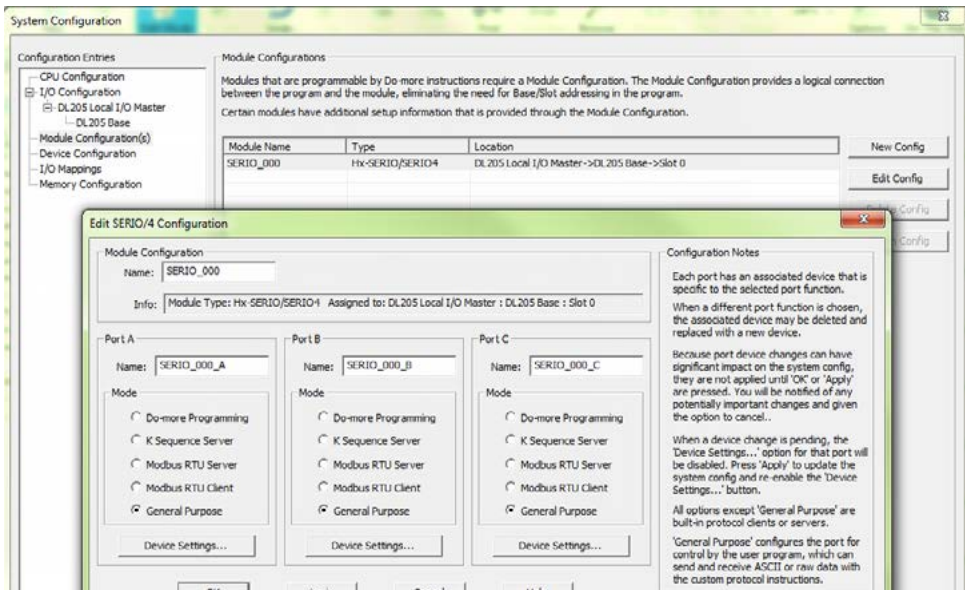 System Configuration
Configuration Entries
CPU Configuration
I/O Configuration
DL205 Local I/O Master
DL205 Base
Module Configuration(s)
Device Configuration
I/O Mappings
Memory Configuration
Module Configurations
Modules that are programmable by Do-more instructions require a Module Configuration. The Module Configuration provides a logical connection
between the program and the module, eliminating the need for Base/Slot addressing in the program.
Certain modules have additional setup information that is provided through the Module Configuration.
Module Name Type Location
SERIO_000 Hx-SERIO/SERIO4 DL205 Local I/O Master->DL205 Base->Slot 0
New Config
Edit Config
Config
Config
Edit SERIO/4 Configuration
Module Configuration
Name: SERIO_000
Info: Module Type: Hx-SERIO/SERIO4 Assigned to: DL205 Local I/O Master : DL205 Base : Slot 0
Port A
Name: SERIO_000_A
Mode
Do-more Programming
K Sequence Server
Modbus RTU Server
Modbus RTU Client
General Purpose
Device Settings...
Port B
Name: SERIO_000_B
Mode
Do-more Programming
K Sequence Server
Modbus RTU Server
Modbus RTU Client
General Purpose
Device Settings...
Port C
Name: SERIO_000_C
Mode
Do-more Programming
K Sequence Server
Modbus RTU Server
Modbus RTU Client
General Purpose
Device Settings...
Configuration Notes
Each port has an associated device that is
specific to the selected port function.
When a different port function is chosen,
the associated device may be deleted and
replaced with a new device.
Because port device changes can have
significant impact on the system config,
they are not applied until 'OK' or 'Apply'
are pressed. You will be notified of any
potentially important changes and given
the option to cancel..
When a device change is pending, the
'Device Settings...' option for that port will
be disabled. Press 'Apply' to update the
system config and re-enable the 'Device
Settings...' button.
All options except 'General Purpose' are
built-in protocol clients or servers.
'General Purpose' configures the port for
control by the user program, which can
send and receive ASCII or raw data with
the custom protocol instructions.